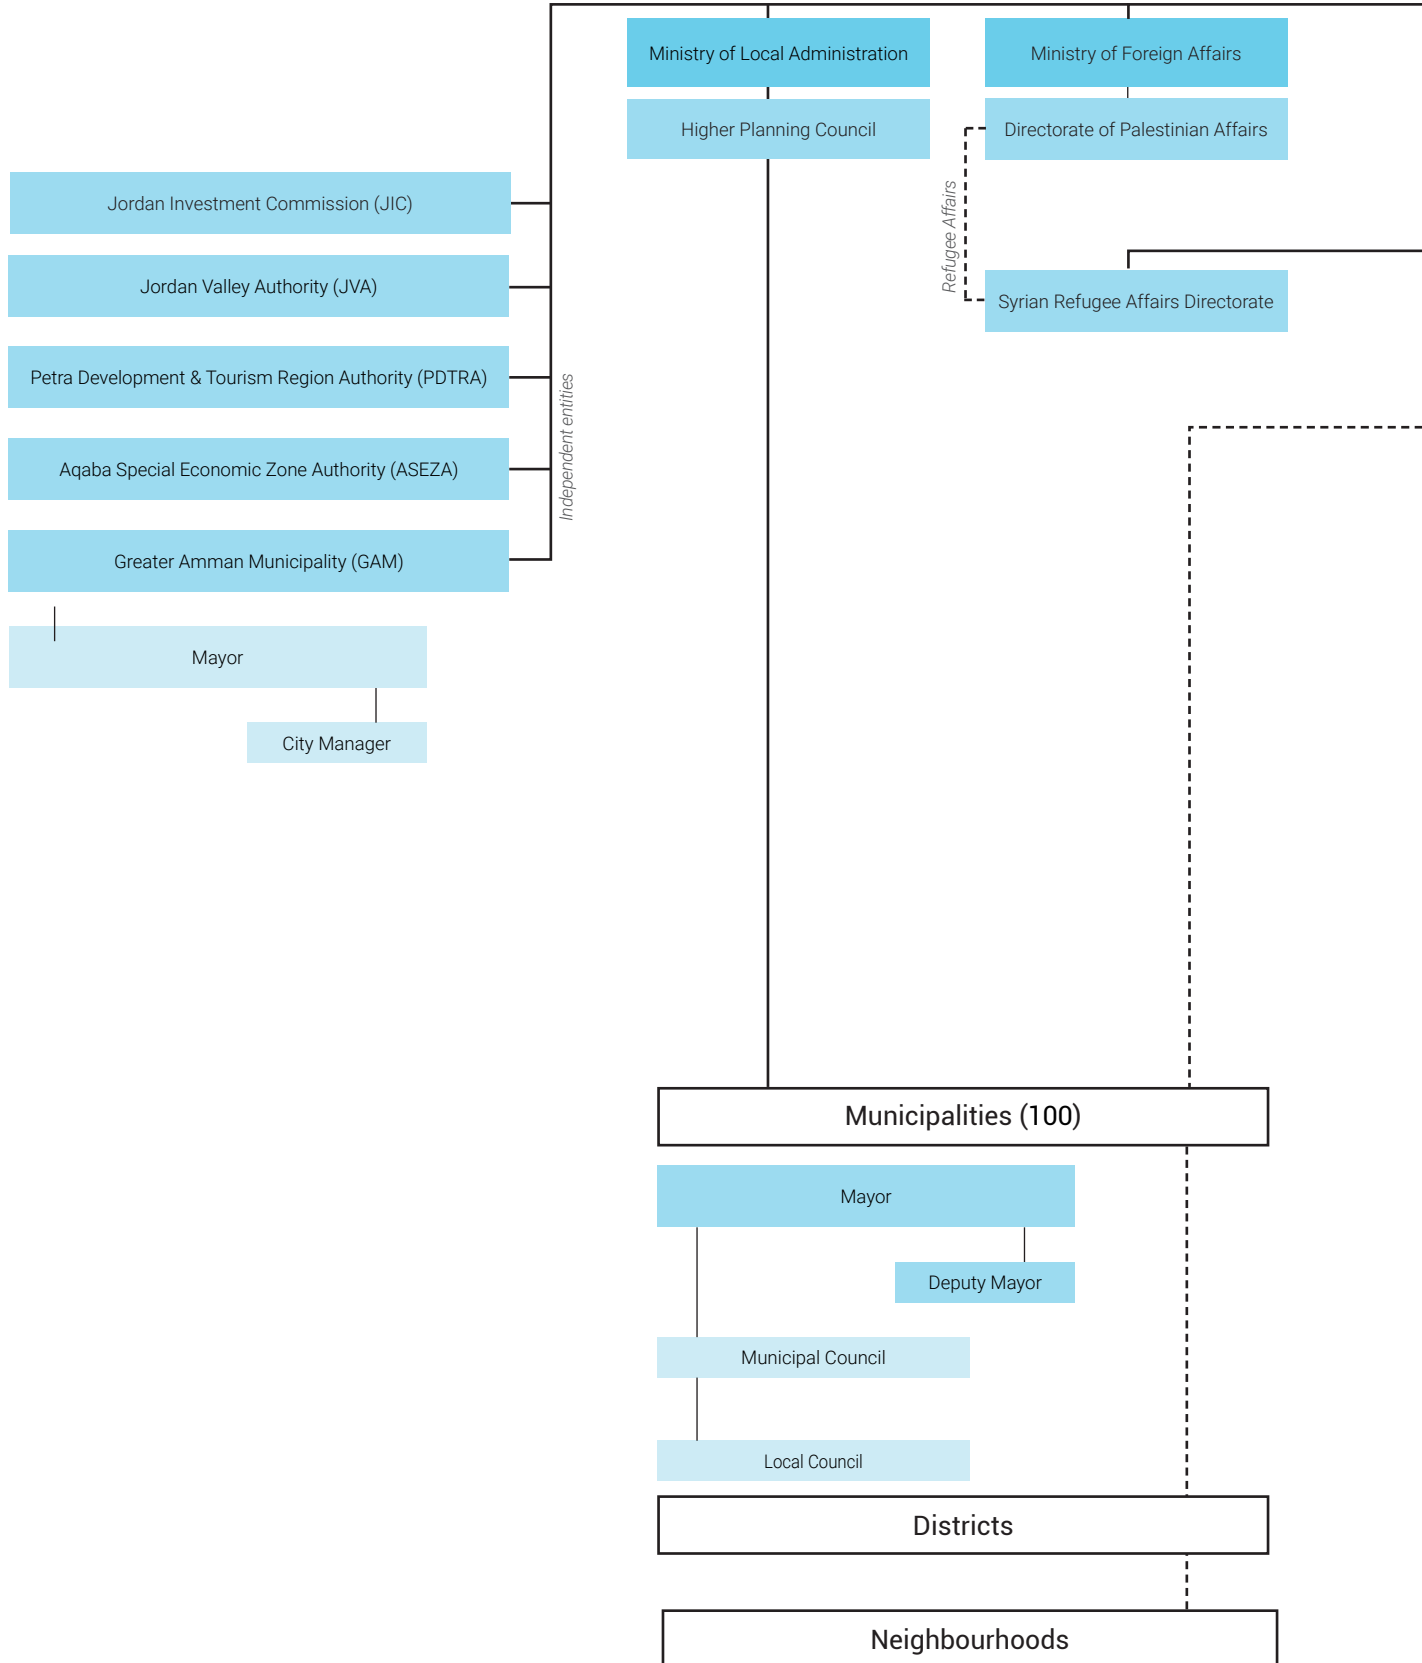 Ministry of Local Administration
Ministry of Foreign Affairs
Higher Planning Council
Directorate of Palestinian Affairs
Refugee Affairs
Syrian Refugee Affairs Directorate
Jordan Investment Commission (JIC)
Jordan Valley Authority (JVA)
Petra Development & Tourism Region Authority (PDTRA)
Aqaba Special Economic Zone Authority (ASEZA)
Greater Amman Municipality (GAM)
Independent entities
Mayor
City Manager
Municipalities (100)
Mayor
Deputy Mayor
Municipal Council
Local Council
Districts
Neighbourhoods